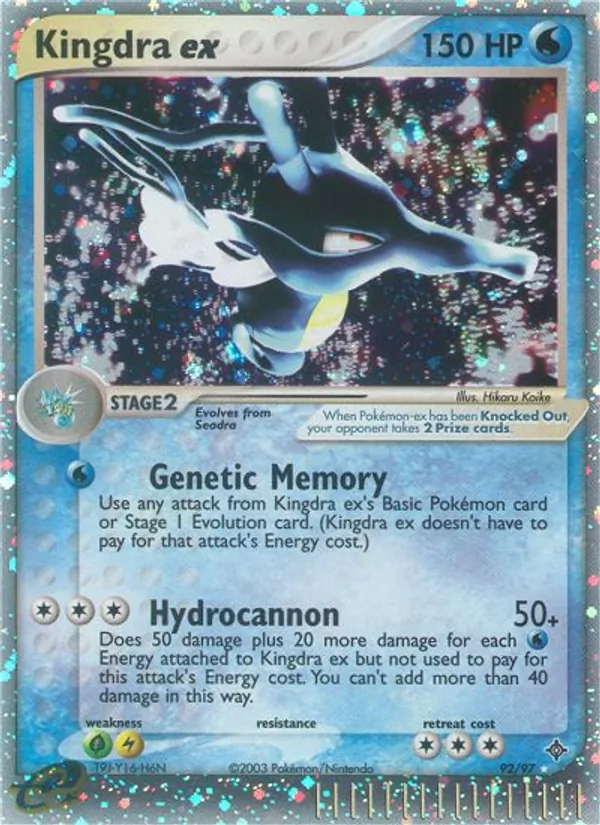 Kingdra ex 150 HP
Illus. Hikaru Koike
STAGE2
Evolves from
Seadra
When Pokémon-ex has been Knocked Out,
your opponent takes 2 Prize cards.
Genetic Memory
Use any attack from Kingdra ex's Basic Pokémon card
or Stage 1 Evolution card. (Kingdra ex doesn't have to
pay for that attack's Energy cost.)
Hydrocannon 50+
Does 50 damage plus 20 more damage for each
Energy attached to Kingdra ex but not used to pay for
this attack's Energy cost. You can't add more than 40
damage in this way.
weakness resistance retreat cost
T9J-Y16-H6N ©2003 Pokémon/Nintendo 92/97